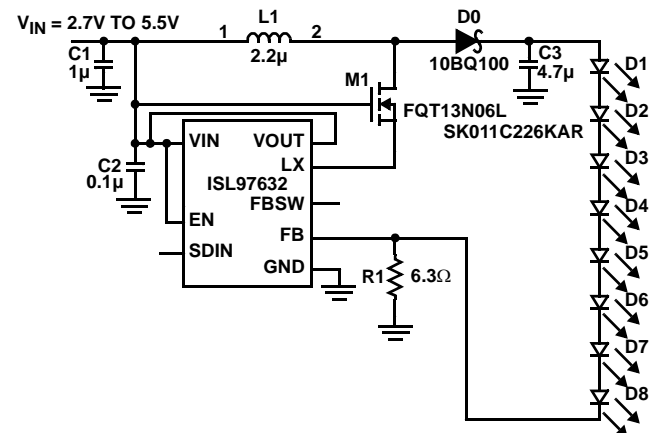 VIN = 2.7V TO 5.5V
C1
1µ
1
L1
2
2.2µ
D0
10BQ100
C3
4.7µ
M1
FQT13N06L
SK011C226KAR
C2
0.1µ
VIN
VOUT
LX
ISL97632
FBSW
EN
FB
SDIN
GND
R1
6.3Ω
D1
D2
D3
D4
D5
D6
D7
D8